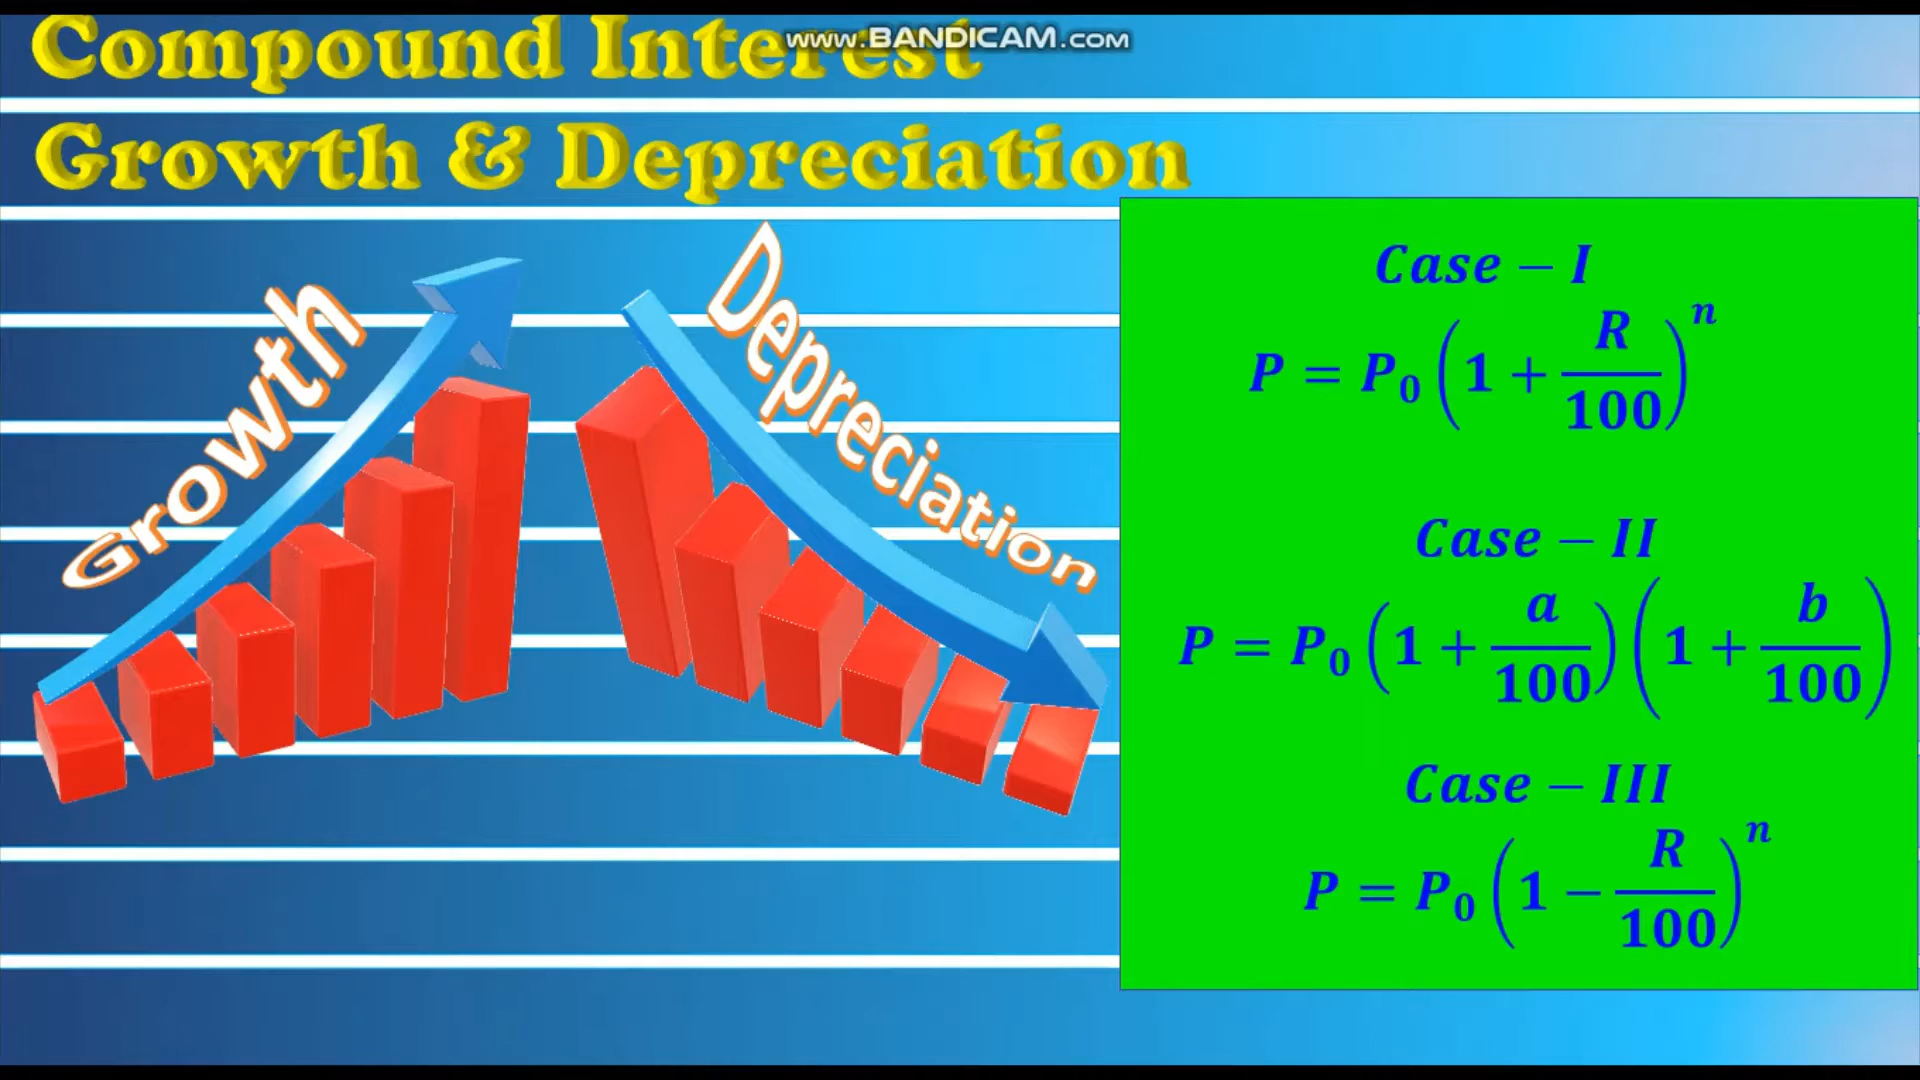 Compound Interest
www.BANDICAM.com
Growth & Depreciation
Growth
Depreciation
Case – I
P = P₀ (1 + R/100)ⁿ
Case – II
P = P₀ (1 + a/100) (1 + b/100)
Case – III
P = P₀ (1 − R/100)ⁿ